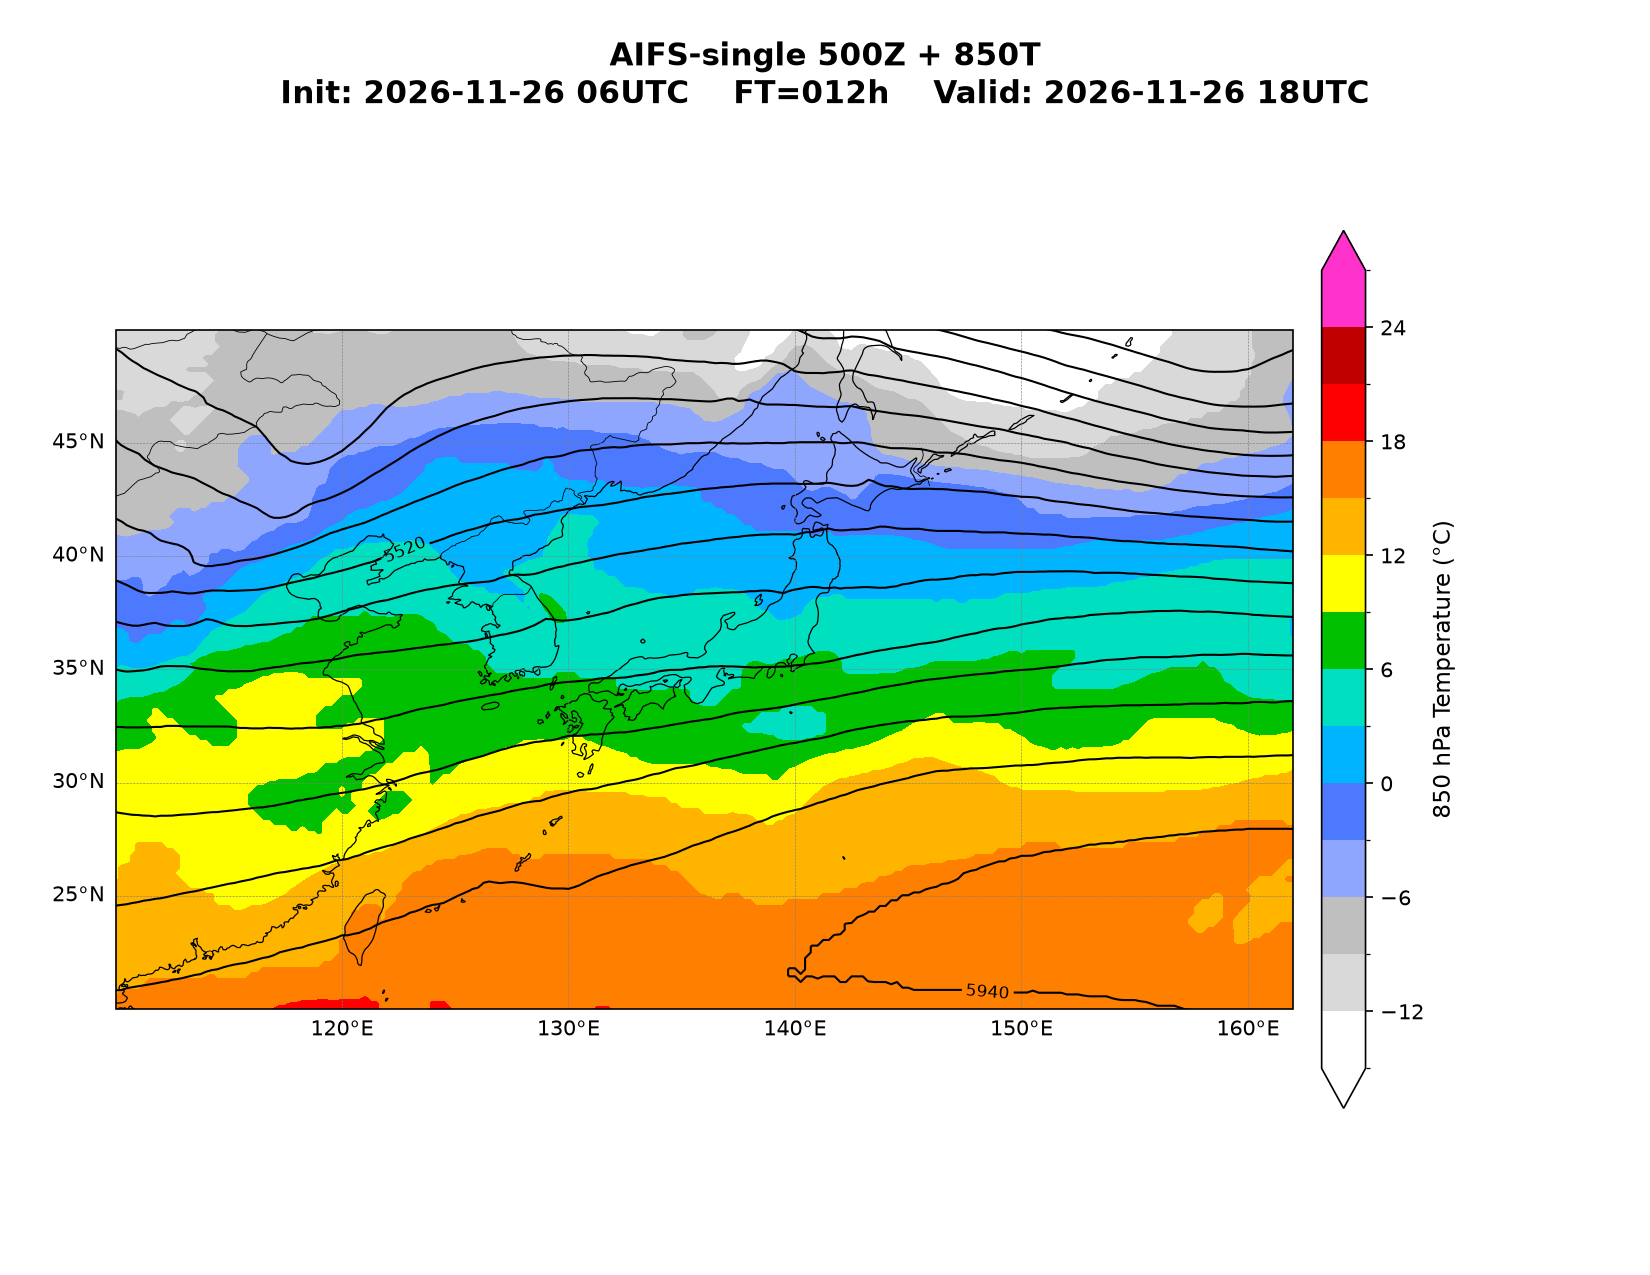 AIFS-single 500Z + 850T
Init: 2026-11-26 06UTC    FT=012h    Valid: 2026-11-26 18UTC
45°N
40°N
35°N
30°N
25°N
120°E
130°E
140°E
150°E
160°E
5520
5940
24
18
12
6
0
−6
−12
850 hPa Temperature (°C)